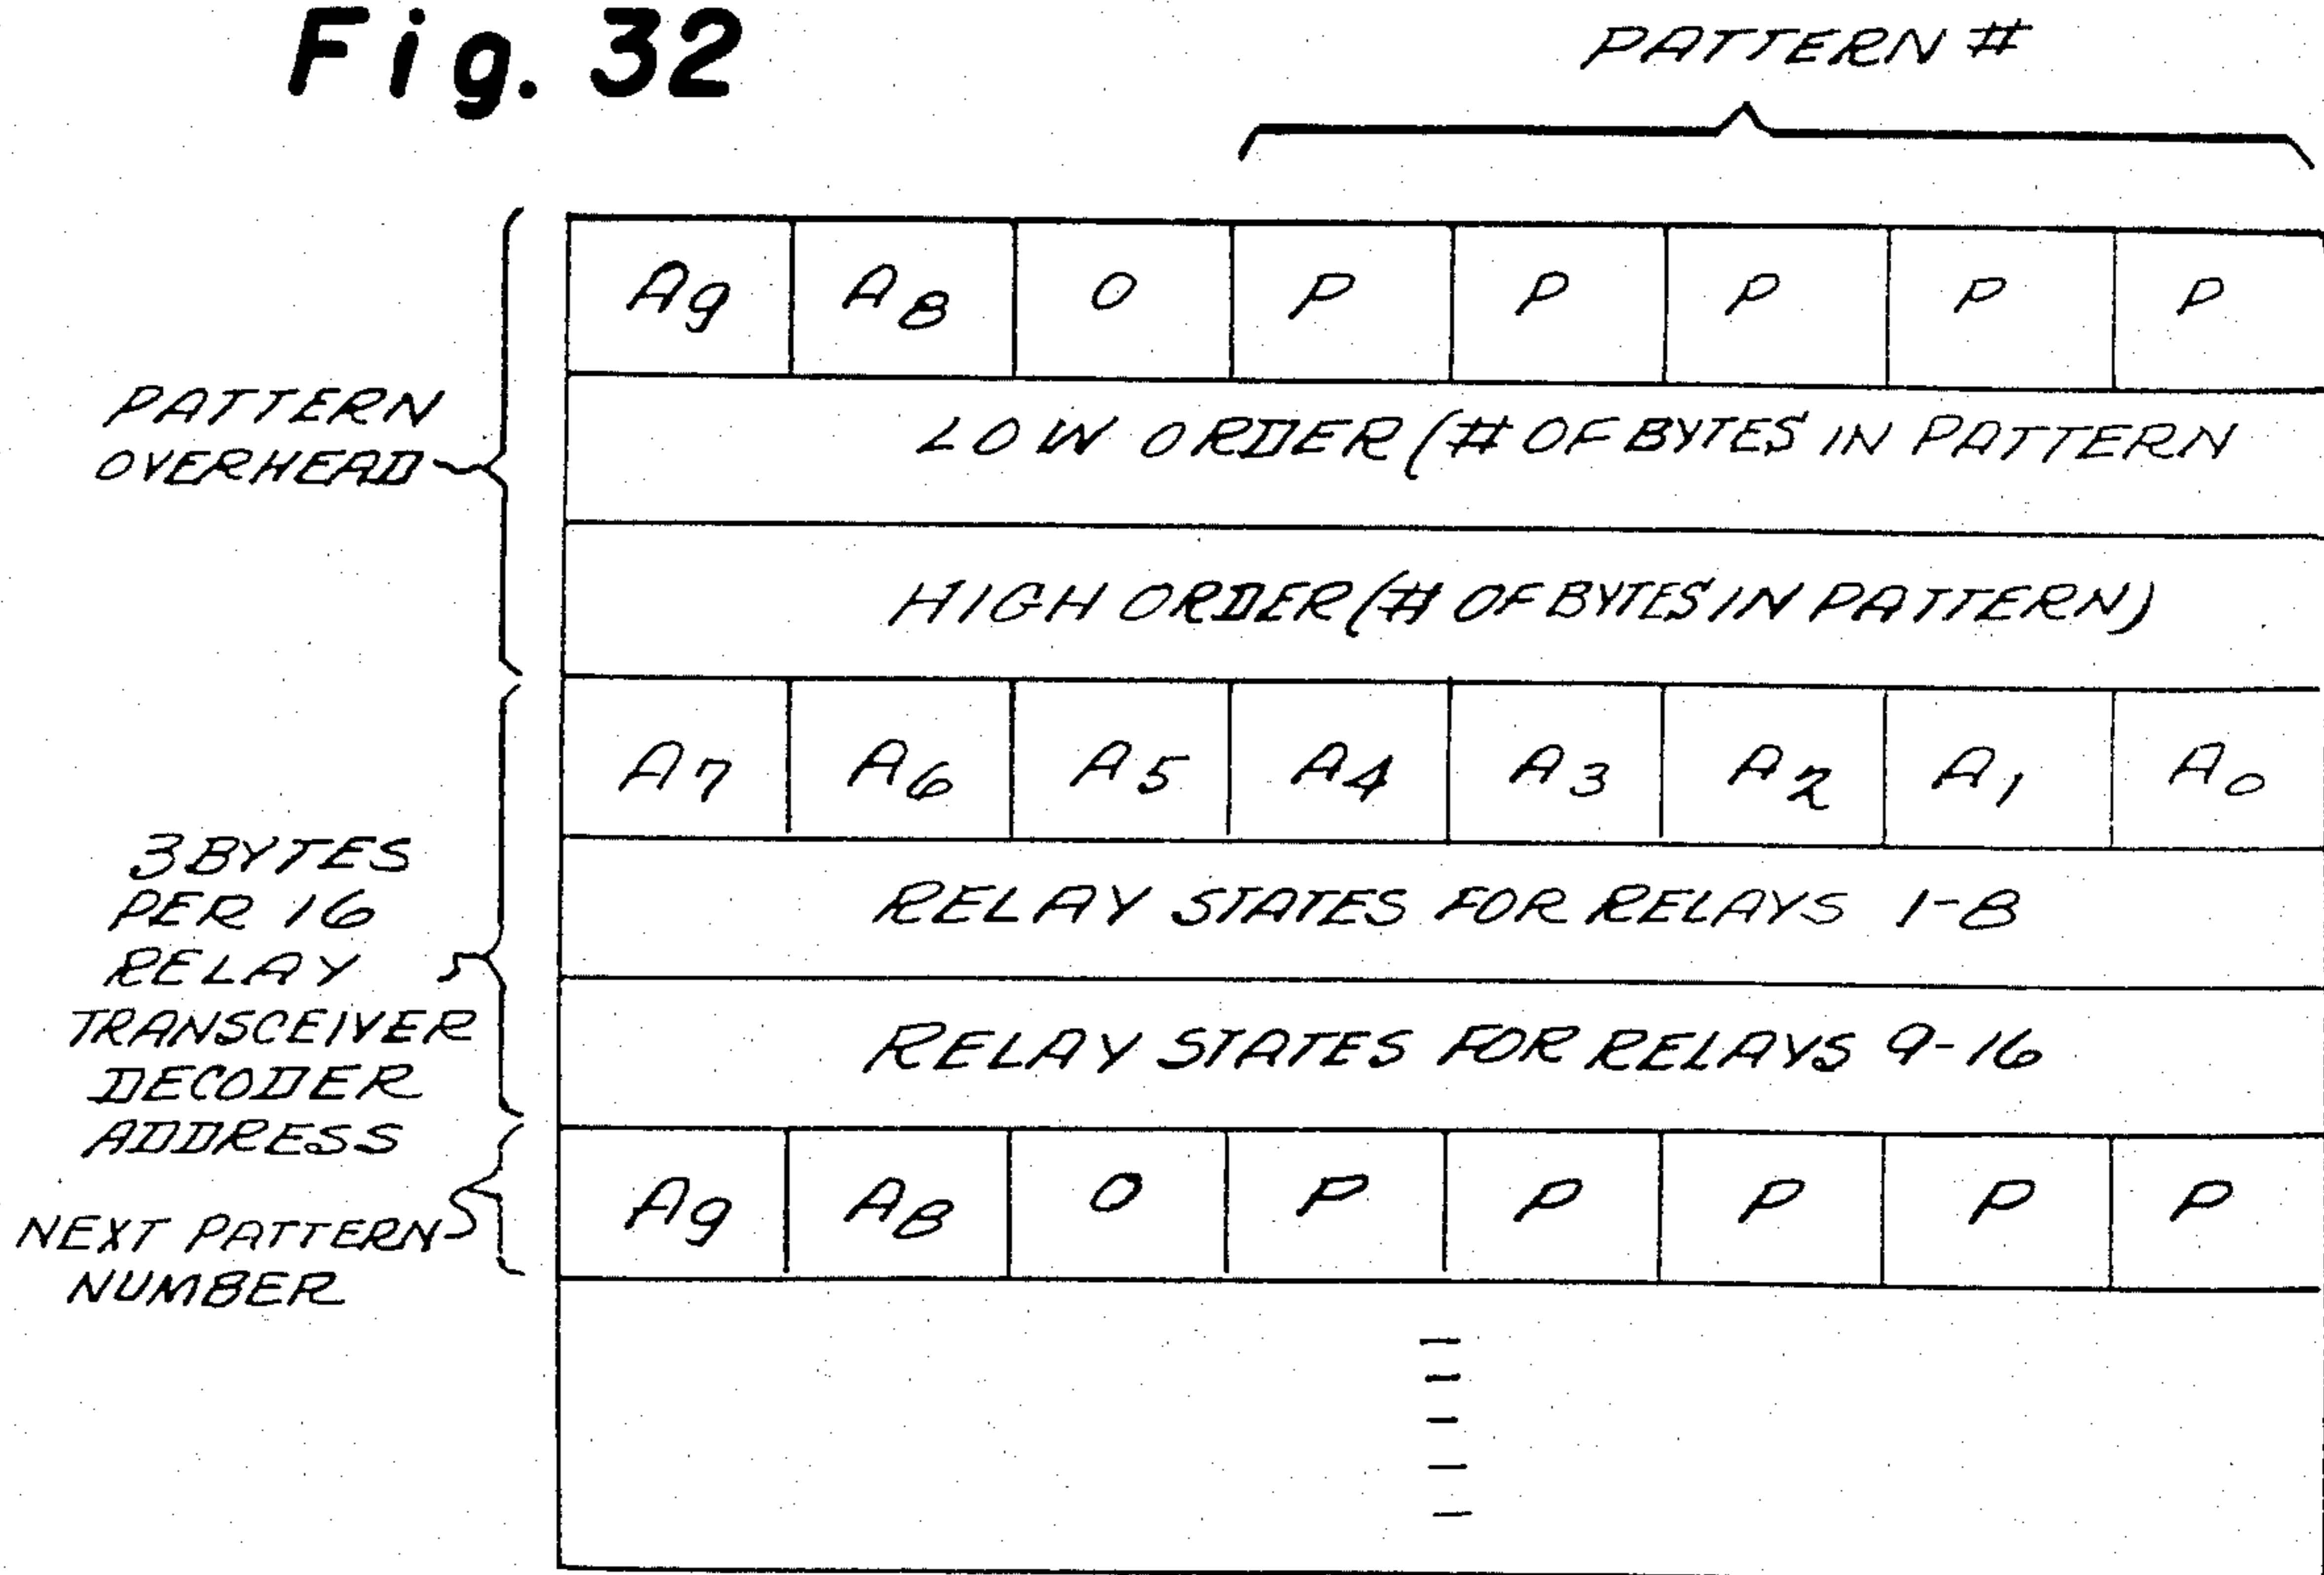 Fig. 32
PATTERN #
A9 A8 0 P P P P P
PATTERN
OVERHEAD
LOW ORDER (# OF BYTES IN PATTERN
HIGH ORDER (# OF BYTES IN PATTERN)
A7 A6 A5 A4 A3 A2 A1 A0
3 BYTES
PER 16
RELAY
TRANSCEIVER
DECODER
ADDRESS
RELAY STATES FOR RELAYS 1-8
RELAY STATES FOR RELAYS 9-16
NEXT PATTERN
NUMBER
A9 A8 0 P P P P P